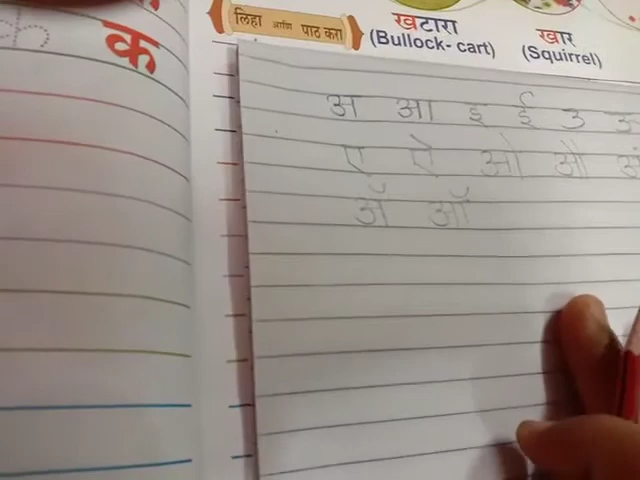 क
लिहा आणि पाठ करा
खटारा
(Bullock- cart)
खार
(Squirrel)
अ आ इ ई उ
ए ऐ ओ औ अं
अँ ऑ